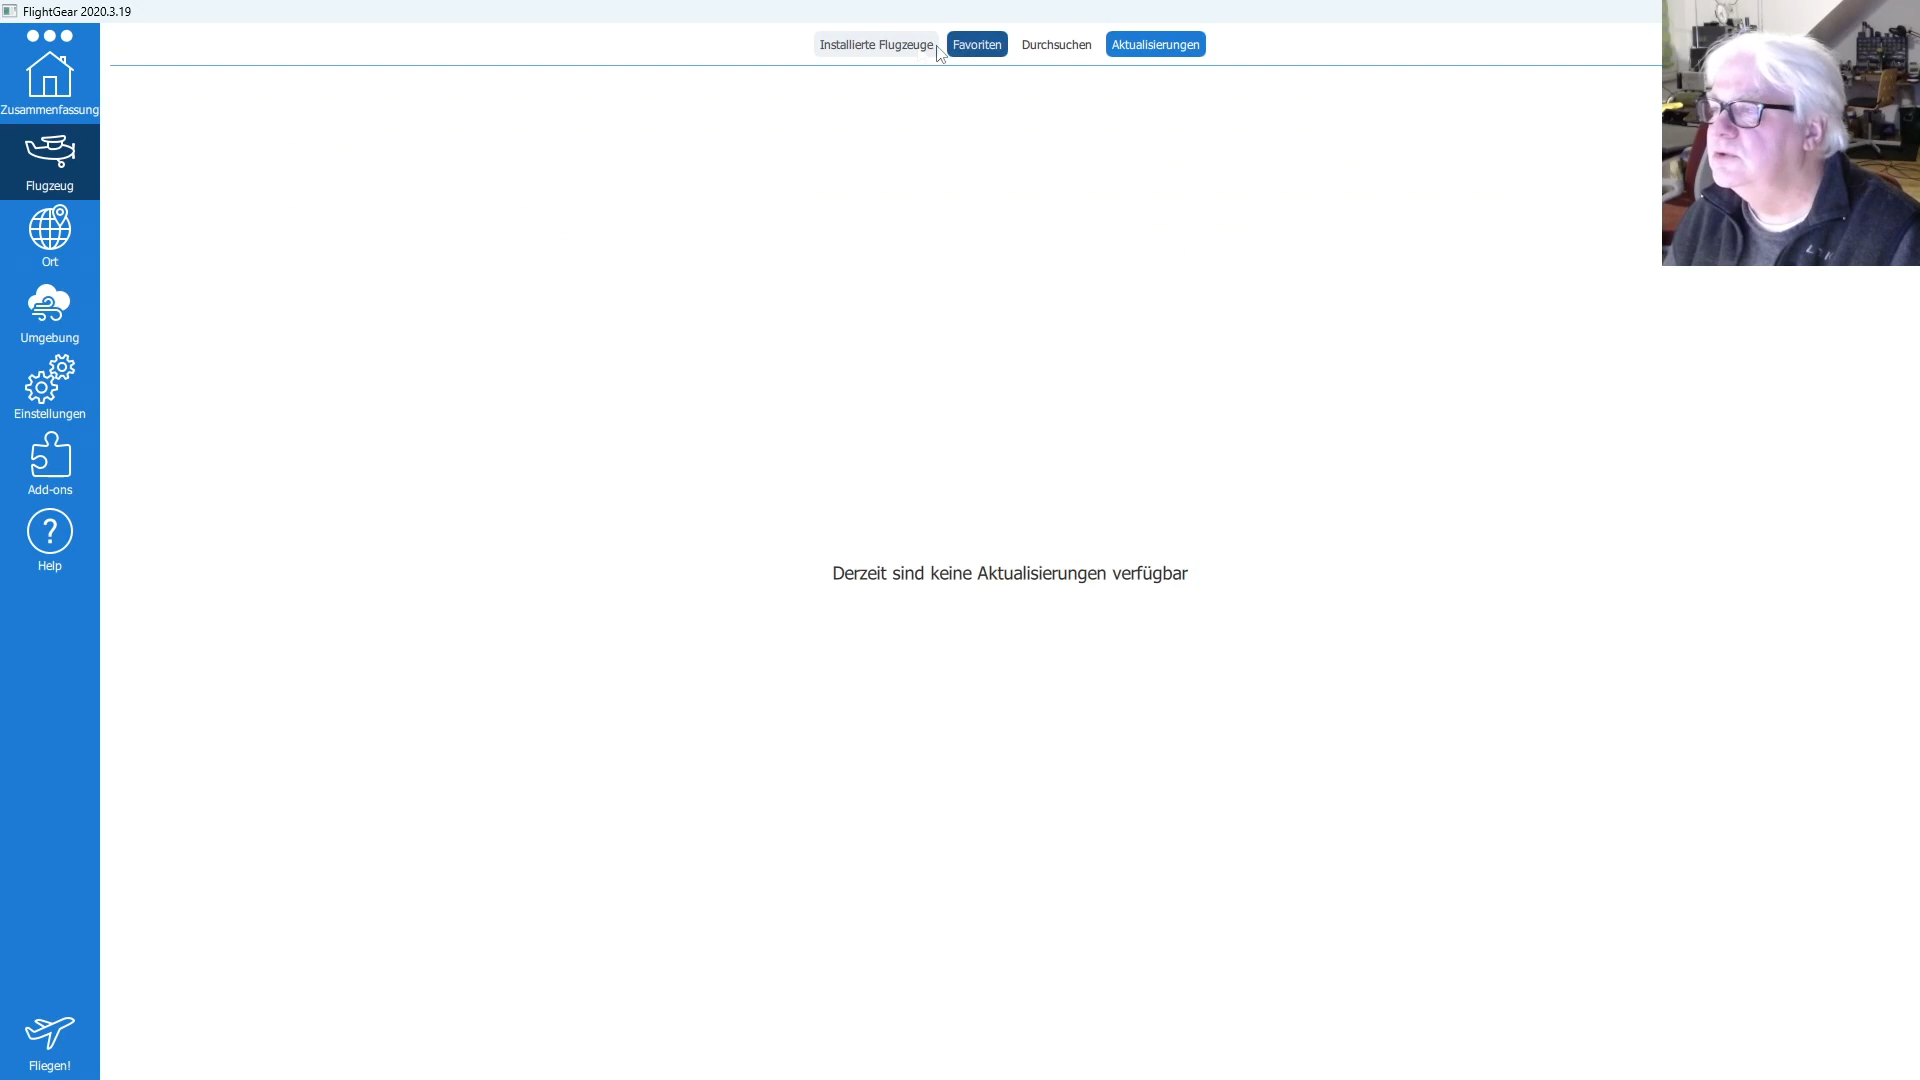 FlightGear 2020.3.19
Installierte Flugzeuge
Favoriten
Durchsuchen
Aktualisierungen
Zusammenfassung
Flugzeug
Ort
Umgebung
Einstellungen
Add-ons
Help
Derzeit sind keine Aktualisierungen verfügbar
Fliegen!